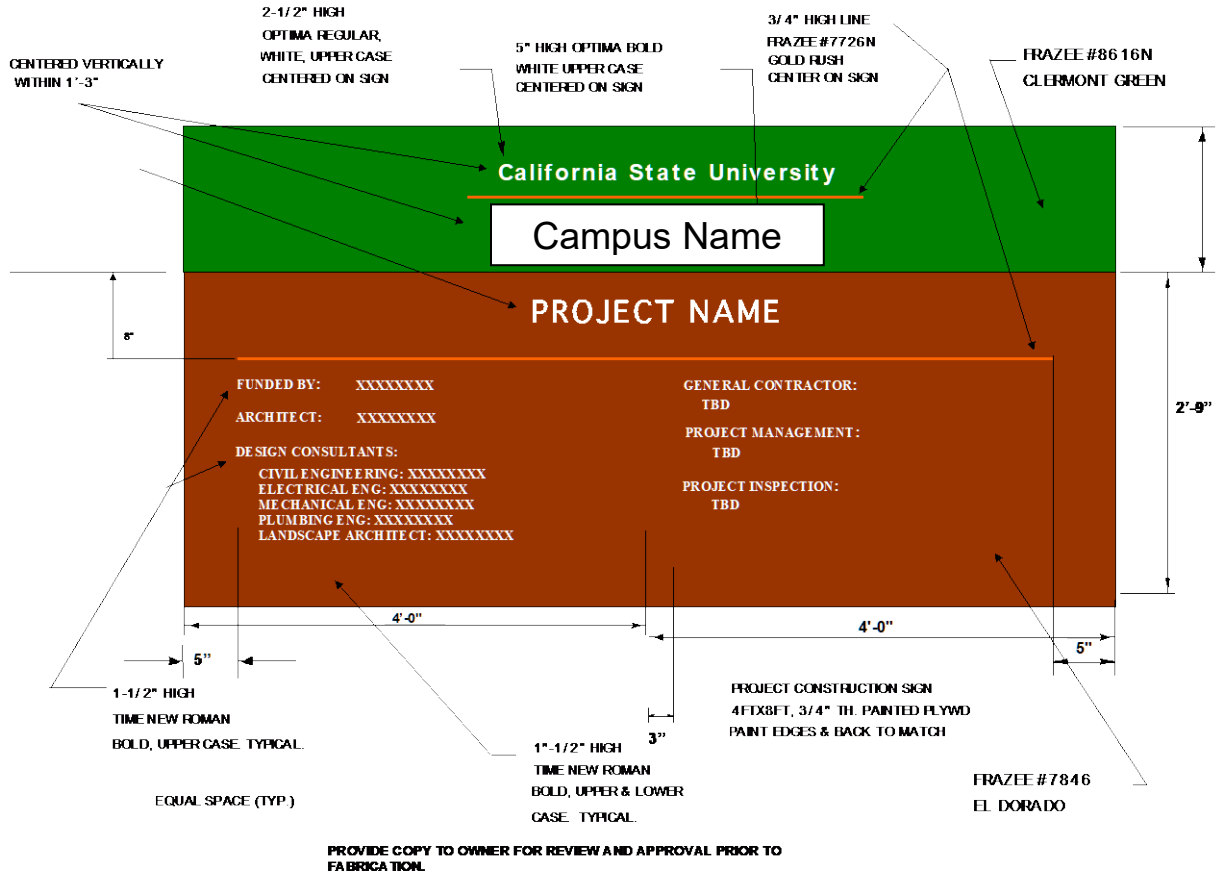 2-1/2" HIGH
OPTIMA REGULAR,
WHITE, UPPER CASE
CENTERED ON SIGN
3/4" HIGH LINE
FRAZEE #7726N
GOLD RUSH
CENTER ON SIGN
5" HIGH OPTIMA BOLD
WHITE UPPER CASE
CENTERED ON SIGN
CENTERED VERTICALLY
WITHIN 1'-3"
FRAZEE #8616N
CLERMONT GREEN
California State University
Campus Name
PROJECT NAME
8"
FUNDED BY: XXXXXXXX
ARCHITECT: XXXXXXXX
DESIGN CONSULTANTS:
CIVIL ENGINEERING: XXXXXXXX
ELECTRICAL ENG: XXXXXXXX
MECHANICAL ENG: XXXXXXXX
PLUMBING ENG: XXXXXXXX
LANDSCAPE ARCHITECT: XXXXXXXX
GENERAL CONTRACTOR:
TBD
PROJECT MANAGEMENT:
TBD
PROJECT INSPECTION:
TBD
2'-9"
4'-0"
4'-0"
5"
5"
3"
1-1/2" HIGH
TIME NEW ROMAN
BOLD, UPPER CASE. TYPICAL.
EQUAL SPACE (TYP.)
1"-1/2" HIGH
TIME NEW ROMAN
BOLD, UPPER & LOWER
CASE. TYPICAL.
PROJECT CONSTRUCTION SIGN
4FTX8FT, 3/4" TH. PAINTED PLYWD
PAINT EDGES & BACK TO MATCH
FRAZEE #7846
EL DORADO
PROVIDE COPY TO OWNER FOR REVIEW AND APPROVAL PRIOR TO
FABRICATION.